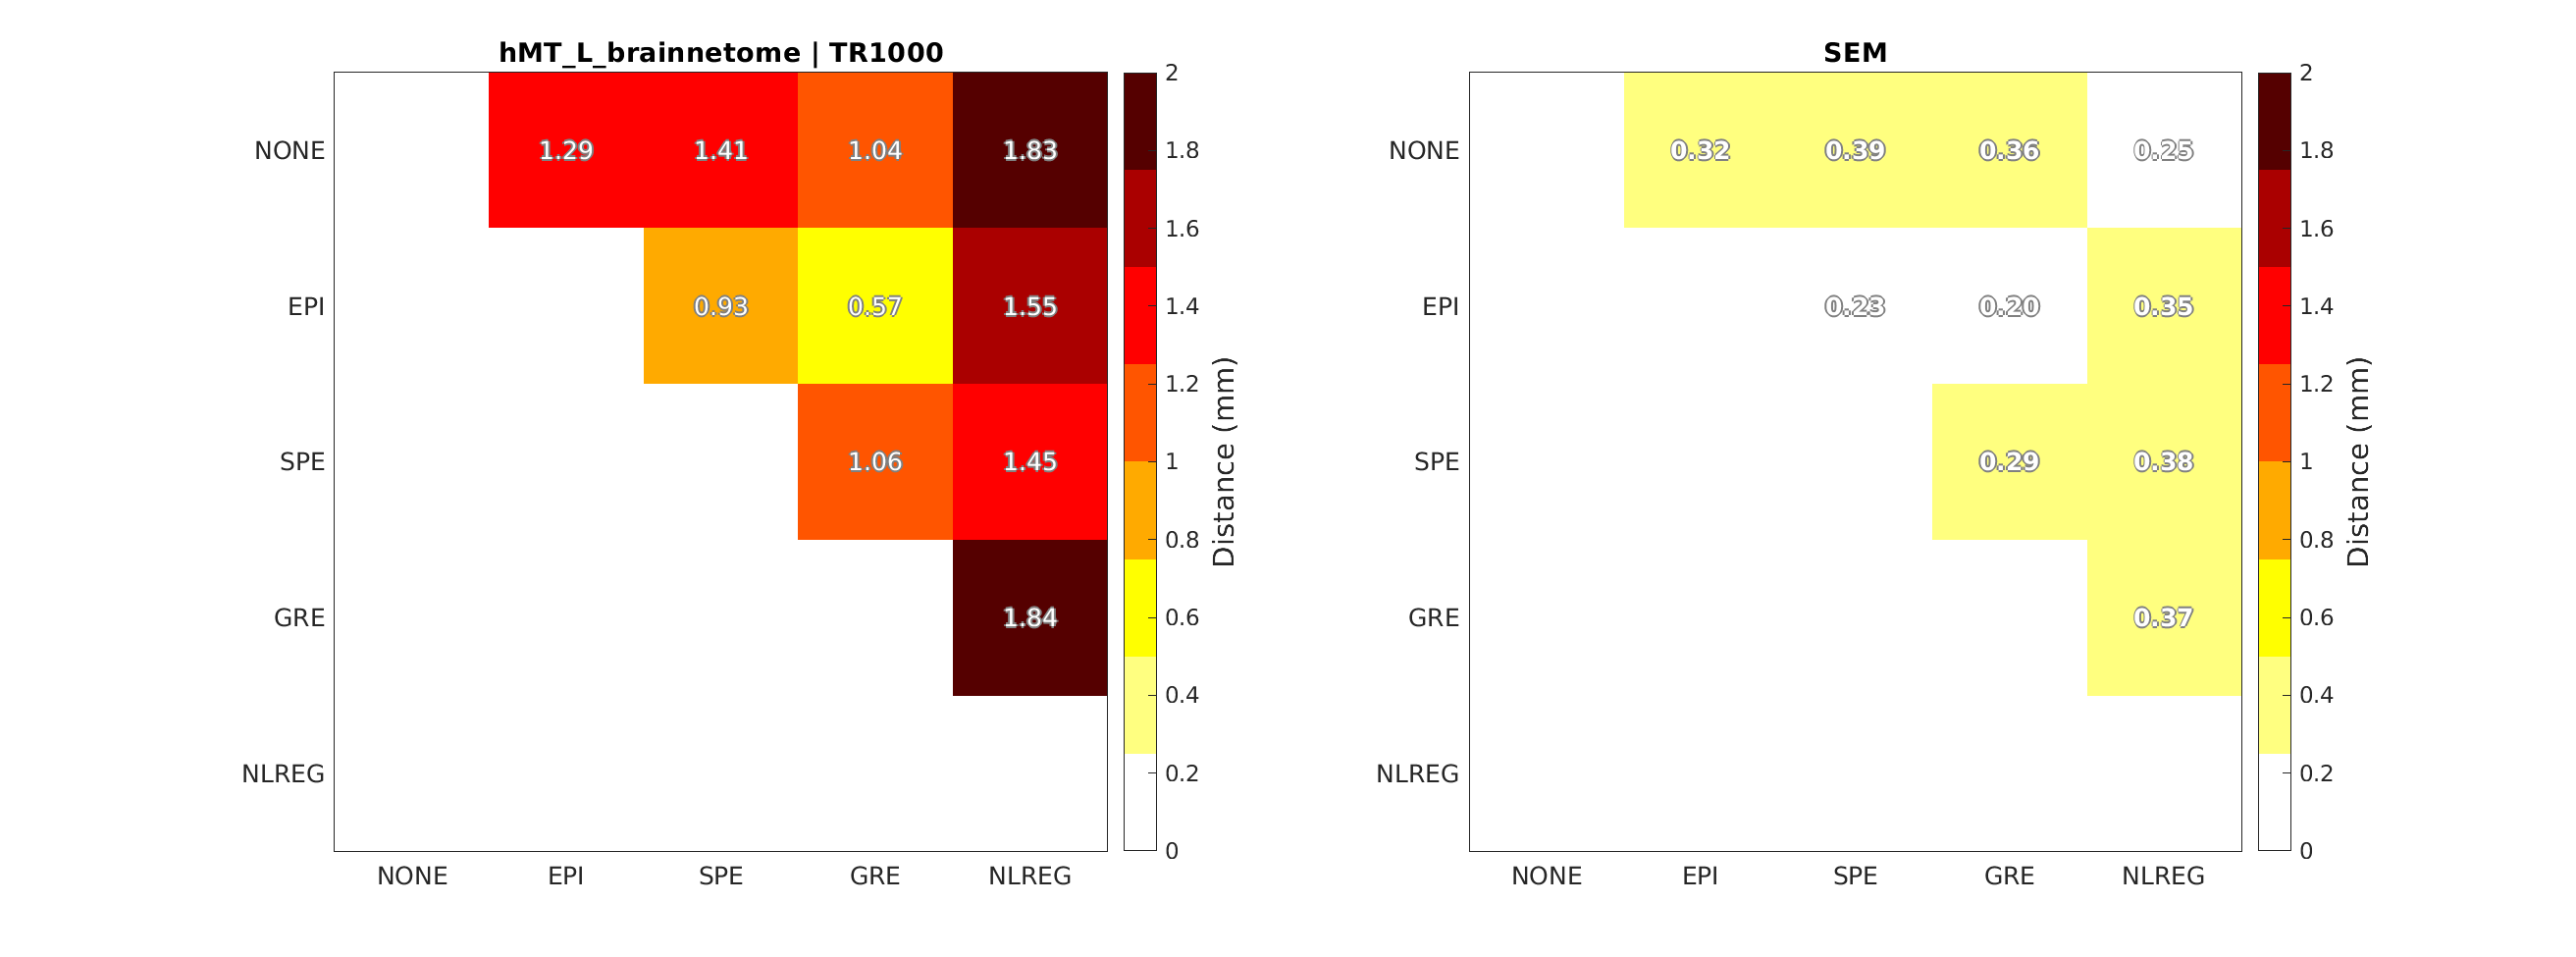 hMT_L_brainnetome | TR1000
NONE 1.29 1.41 1.04 1.83
EPI 0.93 0.57 1.55
SPE 1.06 1.45
GRE 1.84
NLREG
NONE EPI SPE GRE NLREG
2
1.8
1.6
1.4
1.2
1
0.8
0.6
0.4
0.2
0
Distance (mm)
SEM
NONE 0.32 0.39 0.36 0.25
EPI 0.23 0.20 0.35
SPE 0.29 0.38
GRE 0.37
NLREG
NONE EPI SPE GRE NLREG
2
1.8
1.6
1.4
1.2
1
0.8
0.6
0.4
0.2
0
Distance (mm)